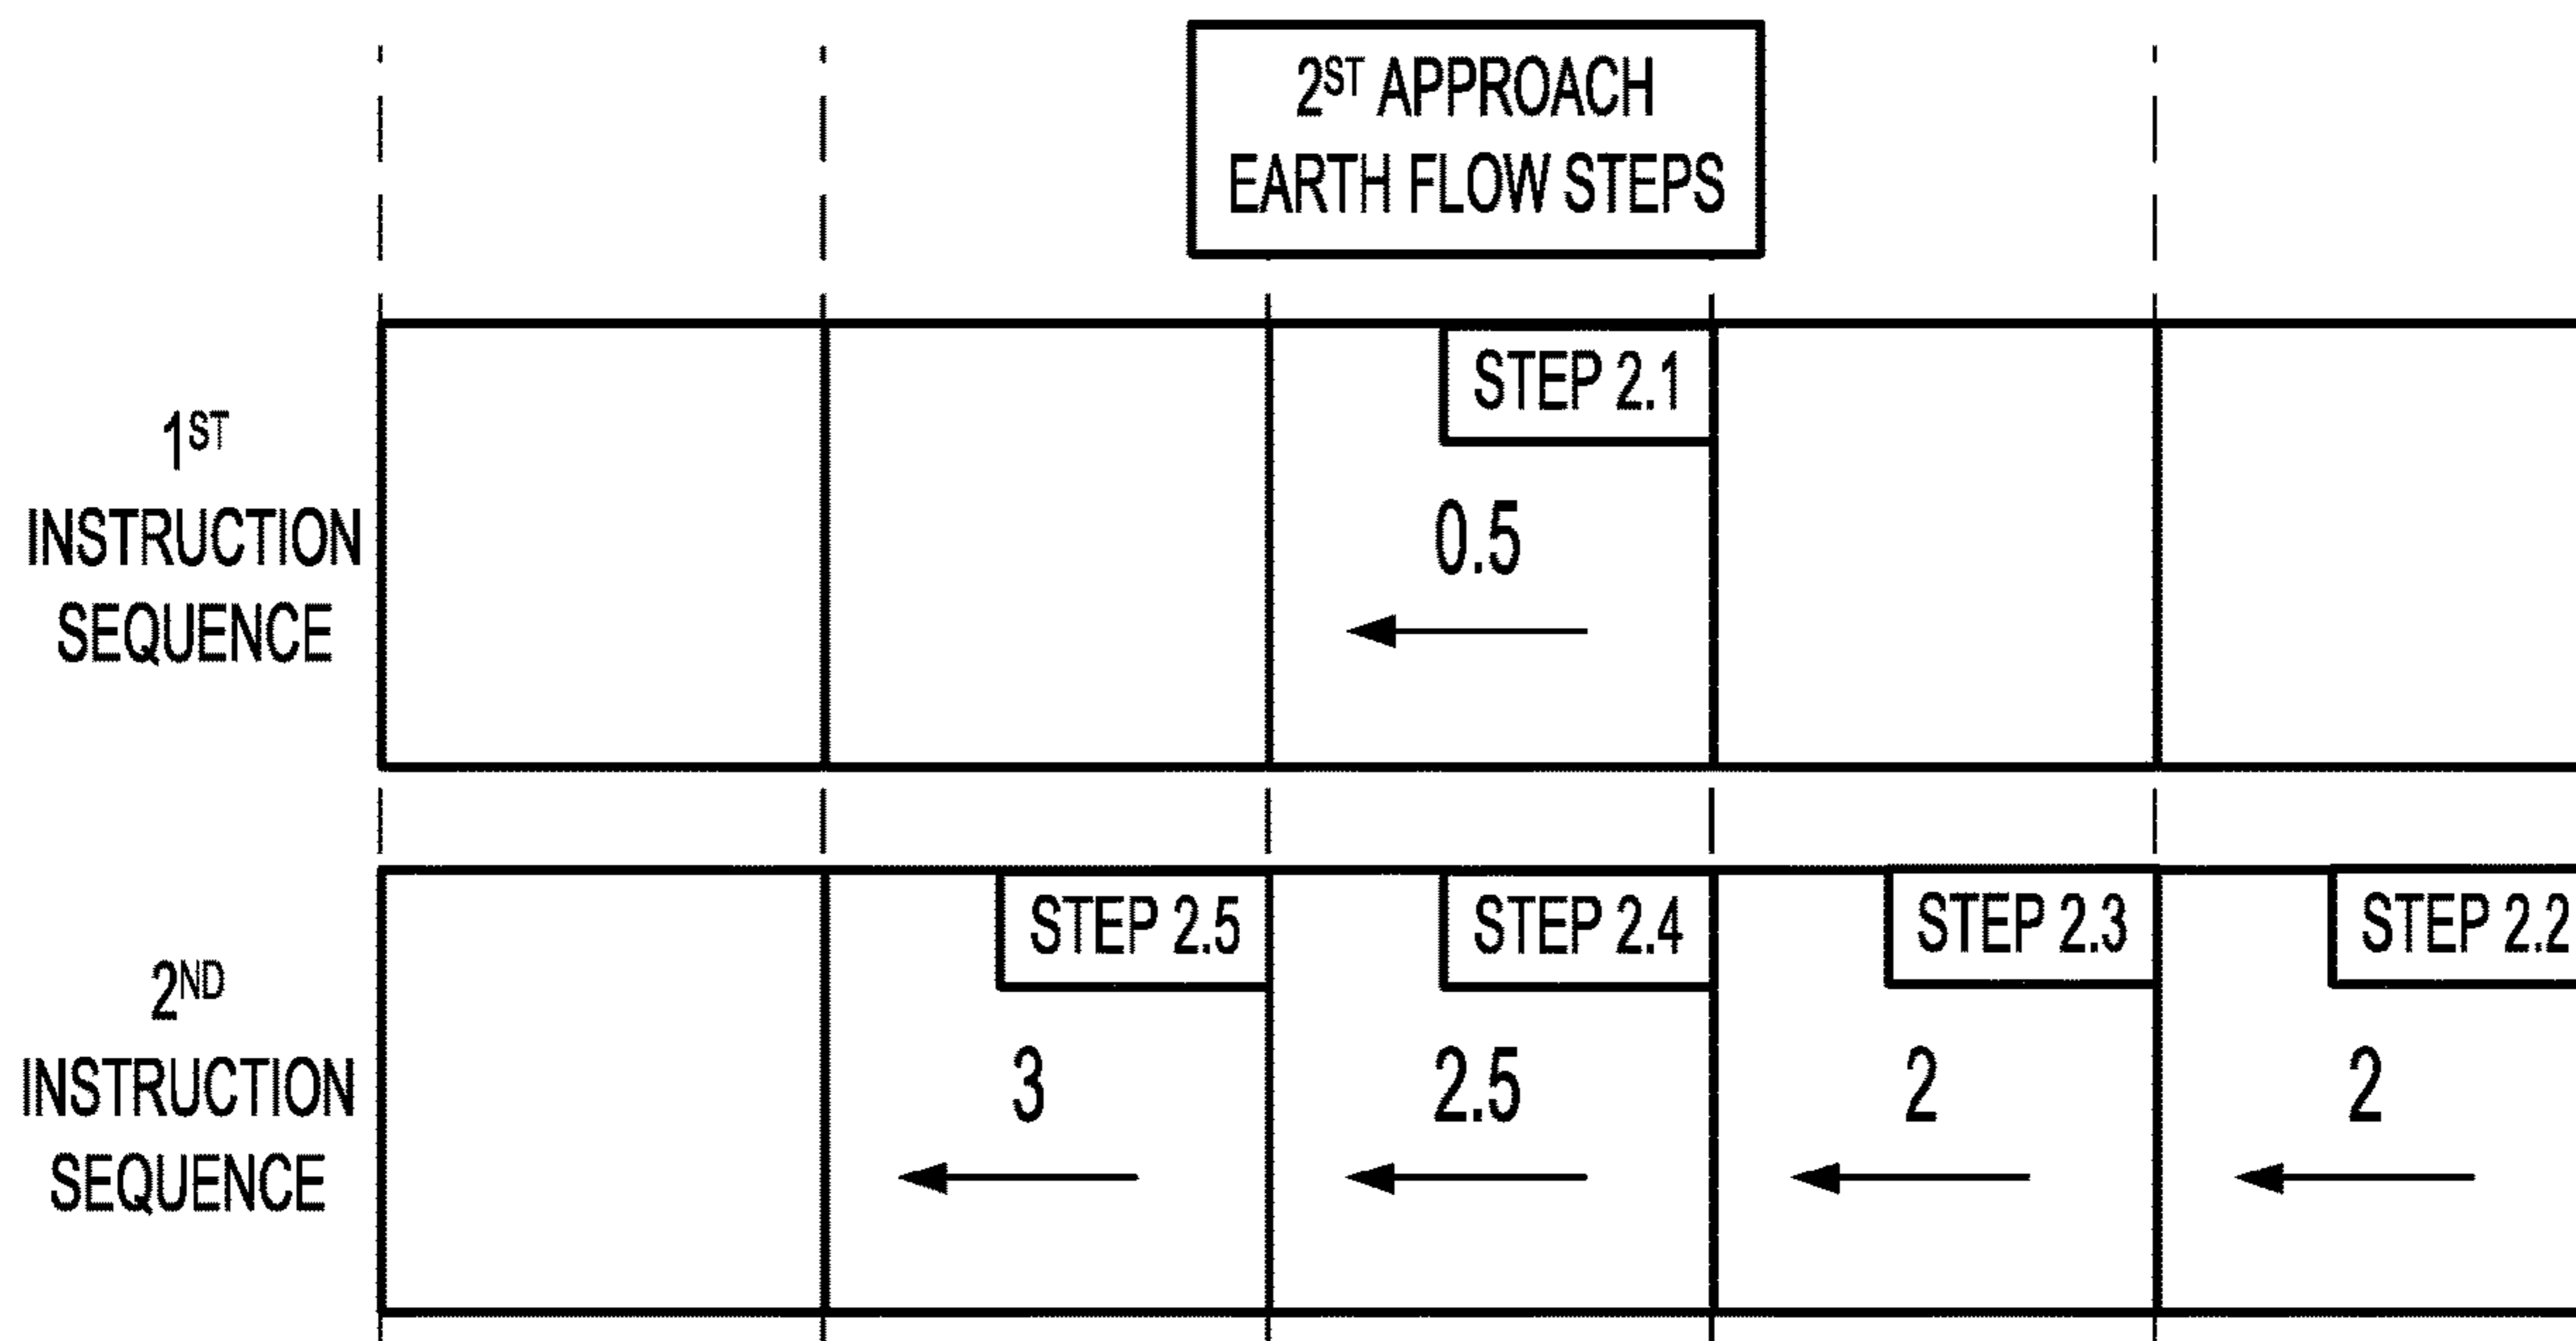 2ST APPROACH
EARTH FLOW STEPS
1ST
INSTRUCTION
SEQUENCE
STEP 2.1
0.5
2ND
INSTRUCTION
SEQUENCE
STEP 2.5
STEP 2.4
STEP 2.3
STEP 2.2
3
2.5
2
2